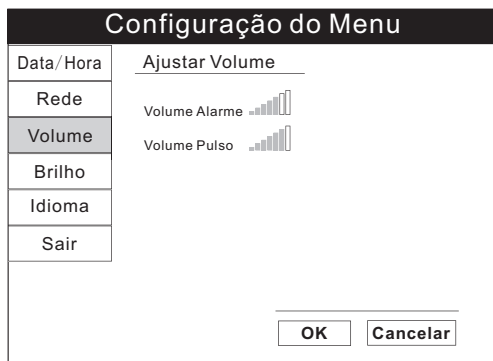 Configuração do Menu
Data/Hora
Rede
Volume
Brilho
Idioma
Sair
Ajustar Volume
Volume Alarme
Volume Pulso
OK
Cancelar